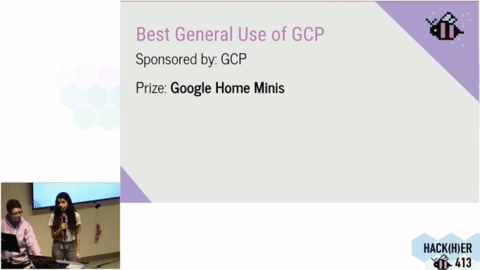 Best General Use of GCP
Sponsored by: GCP
Prize: Google Home Minis
HACK(H)ER
413